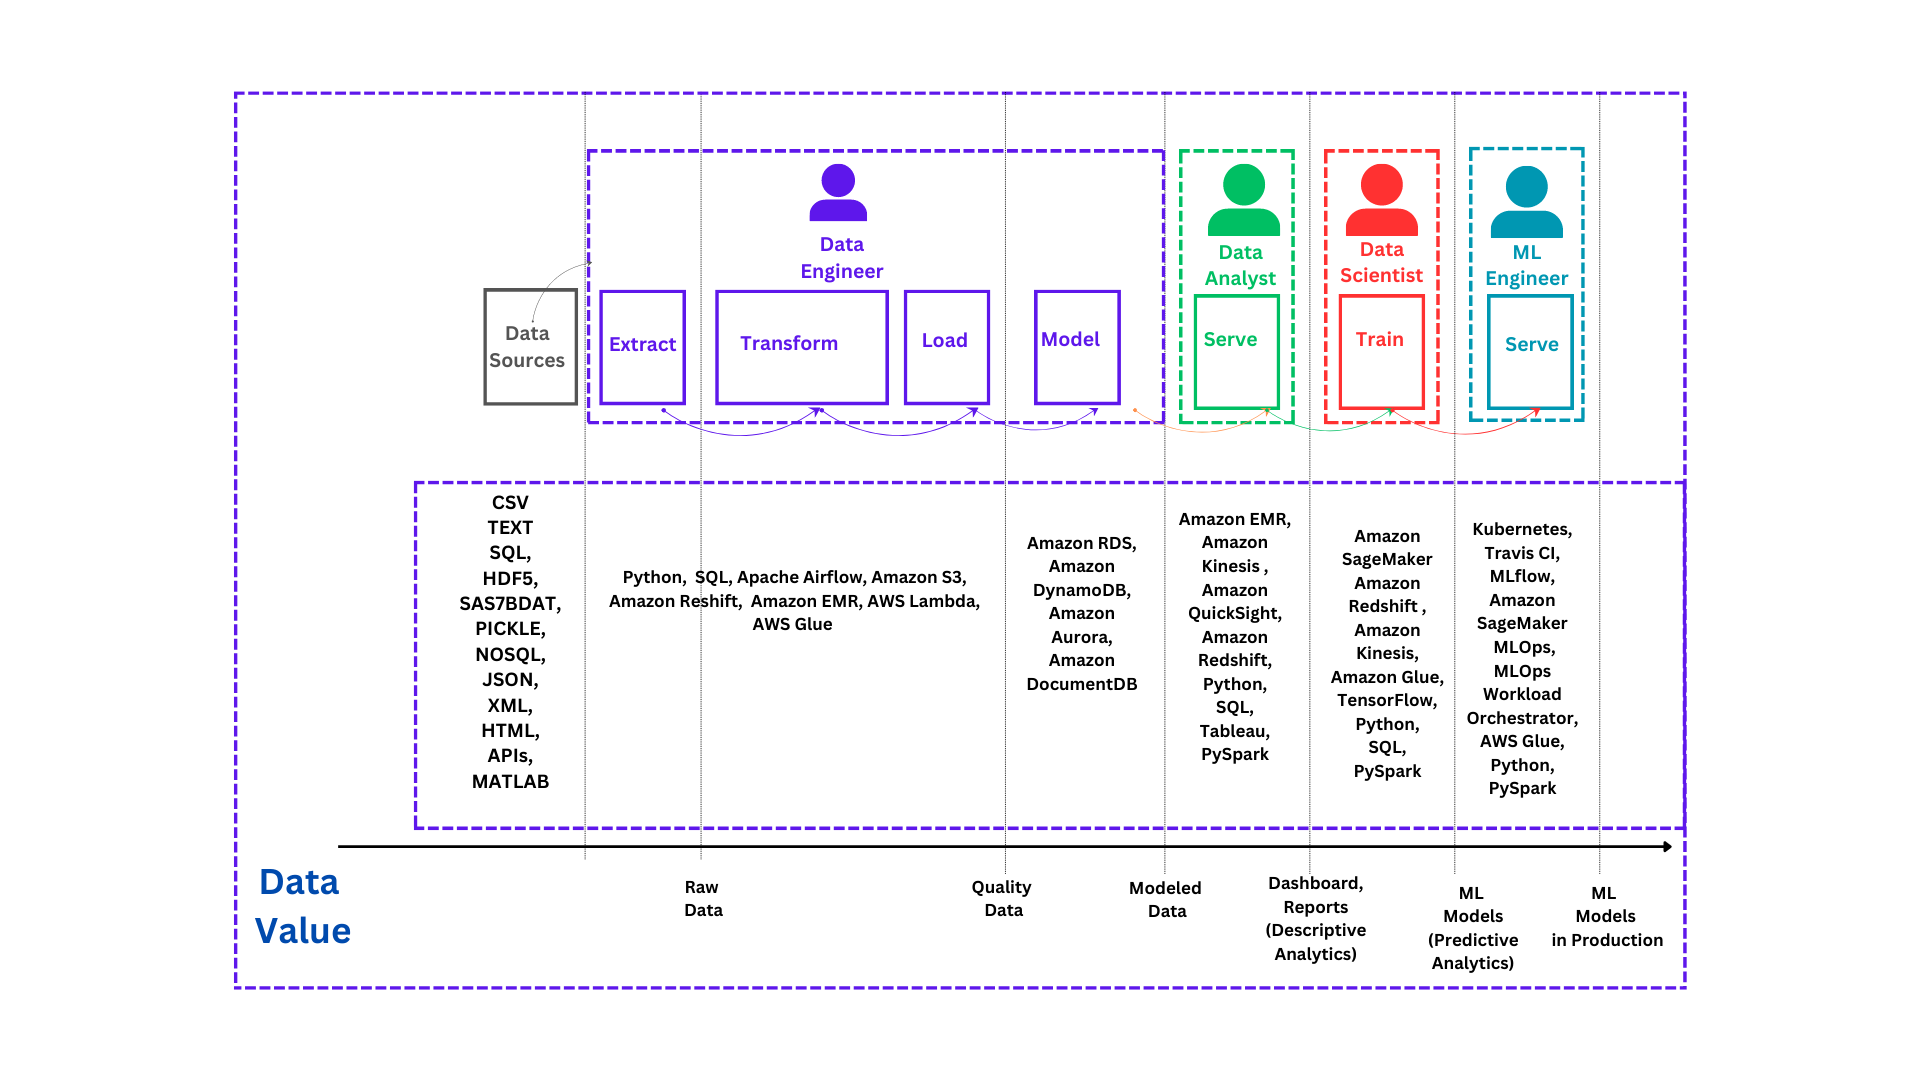 Data
Engineer
Data
Analyst
Data
Scientist
ML
Engineer
Data
Sources
Extract
Transform
Load
Model
Serve
Train
Serve
CSV
TEXT
SQL,
HDF5,
SAS7BDAT,
PICKLE,
NOSQL,
JSON,
XML,
HTML,
APIs,
MATLAB
Python,  SQL, Apache Airflow, Amazon S3,
Amazon Reshift,  Amazon EMR, AWS Lambda,
AWS Glue
Amazon RDS,
Amazon
DynamoDB,
Amazon
Aurora,
Amazon
DocumentDB
Amazon EMR,
Amazon
Kinesis ,
Amazon
QuickSight,
Amazon
Redshift,
Python,
SQL,
Tableau,
PySpark
Amazon
SageMaker
Amazon
Redshift ,
Amazon
Kinesis,
Amazon Glue,
TensorFlow,
Python,
SQL,
PySpark
Kubernetes,
Travis CI,
MLflow,
Amazon
SageMaker
MLOps,
MLOps
Workload
Orchestrator,
AWS Glue,
Python,
PySpark
Data
Value
Raw
Data
Quality
Data
Modeled
Data
Dashboard,
Reports
(Descriptive
Analytics)
ML
Models
(Predictive
Analytics)
ML
Models
in Production